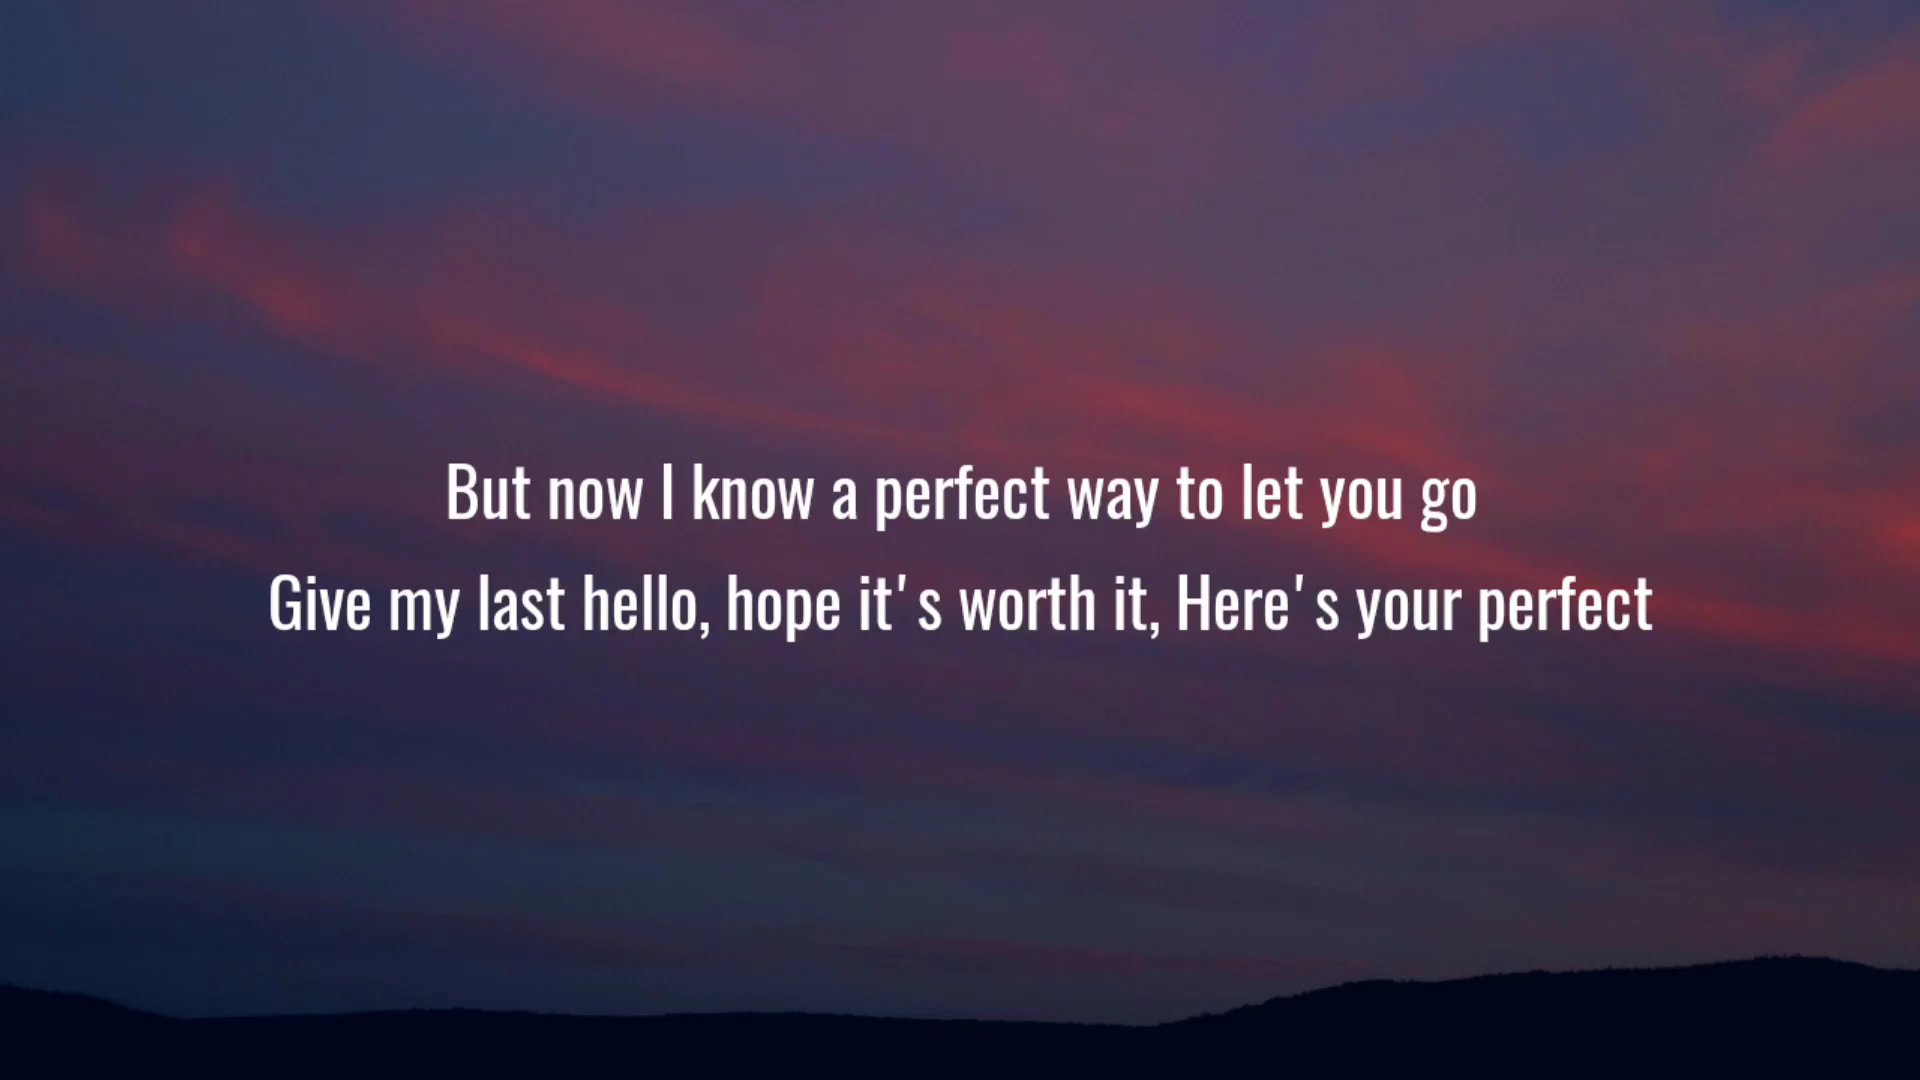 But now I know a perfect way to let you go
Give my last hello, hope it's worth it, Here's your perfect